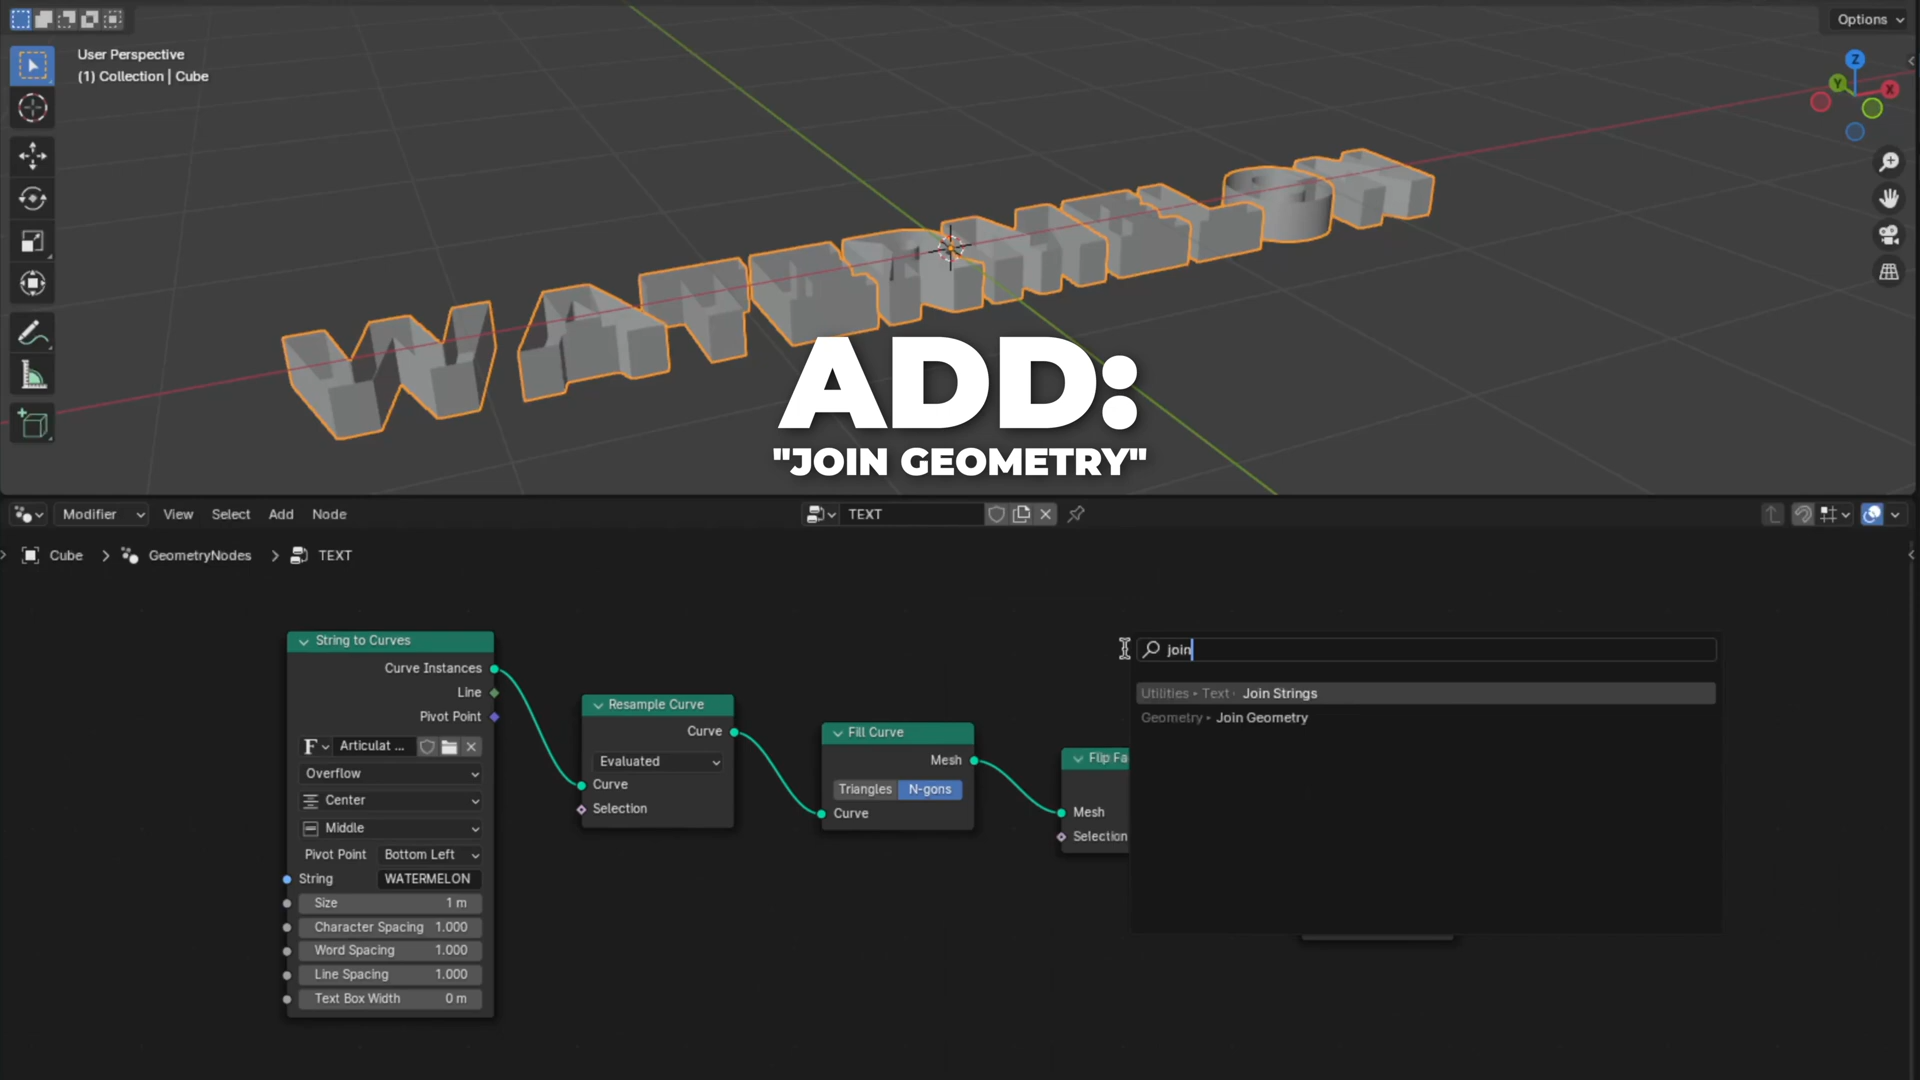 Options
User Perspective
(1) Collection | Cube
Z
Y
X
ADD:
"JOIN GEOMETRY"
Modifier
View
Select
Add
Node
TEXT
Cube
GeometryNodes
TEXT
String to Curves
Curve Instances
Line
Pivot Point
F
Articulat ...
Overflow
Center
Middle
Pivot Point Bottom Left
String WATERMELON
Size 1 m
Character Spacing 1.000
Word Spacing 1.000
Line Spacing 1.000
Text Box Width 0 m
Resample Curve
Curve
Evaluated
Curve
Selection
Fill Curve
Mesh
Triangles N-gons
Curve
Flip Fa
Mesh
Selection
join
Utilities ▸ Text ▸ Join Strings
Geometry ▸ Join Geometry